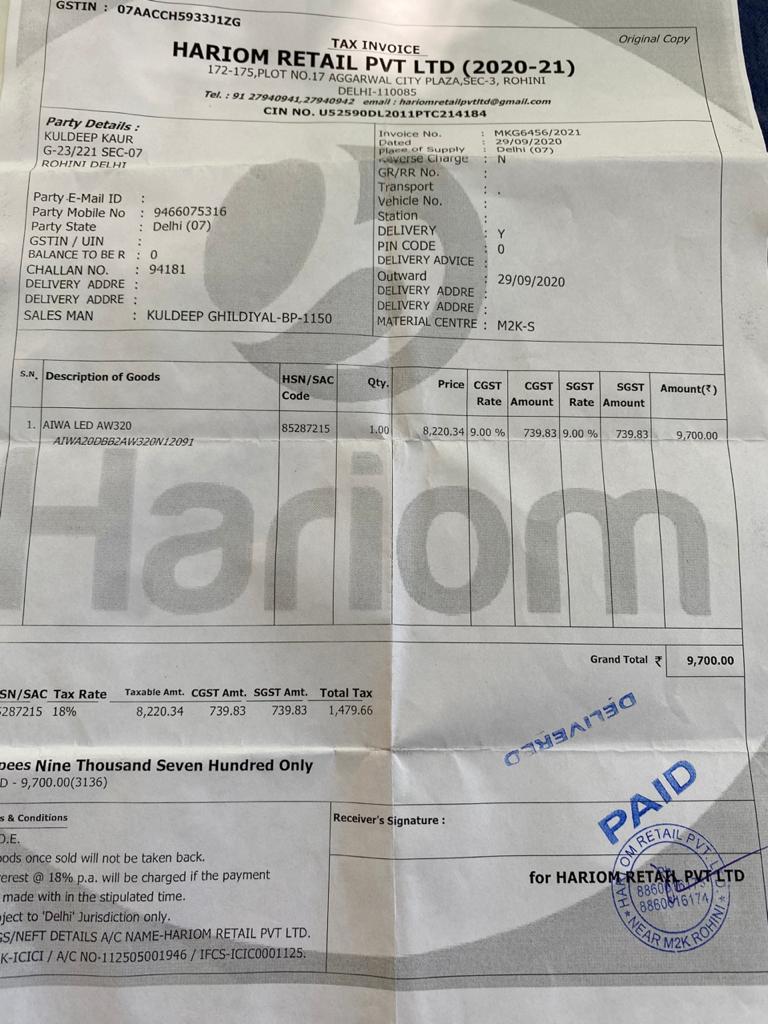 GSTIN : 07AACCH5933J1ZG
Original Copy
TAX INVOICE
HARIOM RETAIL PVT LTD (2020-21)
172-175,PLOT NO.17 AGGARWAL CITY PLAZA,SEC-3, ROHINI
DELHI-110085
Tel. : 91 27940941,27940942 email : hariomretailpvtltd@gmail.com
CIN NO. U52590DL2011PTC214184
Party Details :
KULDEEP KAUR
G-23/221 SEC-07
ROHINI DELHI
Party E-Mail ID :
Party Mobile No : 9466075316
Party State : Delhi (07)
GSTIN / UIN :
BALANCE TO BE R : 0
CHALLAN NO. : 94181
DELIVERY ADDRE :
DELIVERY ADDRE :
SALES MAN : KULDEEP GHILDIYAL-BP-1150
Invoice No. : MKG6456/2021
Dated : 29/09/2020
Place of Supply : Delhi (07)
Reverse Charge : N
GR/RR No. :
Transport : .
Vehicle No. :
Station :
DELIVERY : Y
PIN CODE : 0
DELIVERY ADVICE :
Outward : 29/09/2020
DELIVERY ADDRE :
DELIVERY ADDRE :
MATERIAL CENTRE : M2K-S
S.N. Description of Goods HSN/SAC Code Qty. Price CGST Rate CGST Amount SGST Rate SGST Amount Amount(₹)
1. AIWA LED AW320 85287215 1.00 8,220.34 9.00 % 739.83 9.00 % 739.83 9,700.00
AIWA20DBB2AW320N12091
Hariom
Grand Total ₹ 9,700.00
SN/SAC Tax Rate Taxable Amt. CGST Amt. SGST Amt. Total Tax
5287215 18% 8,220.34 739.83 739.83 1,479.66
DELIVERED
pees Nine Thousand Seven Hundred Only
D - 9,700.00(3136)
PAID
s & Conditions
O.E.
ods once sold will not be taken back.
erest @ 18% p.a. will be charged if the payment
made with in the stipulated time.
ject to 'Delhi' Jurisdiction only.
GS/NEFT DETAILS A/C NAME-HARIOM RETAIL PVT LTD.
K-ICICI / A/C NO-112505001946 / IFCS-ICIC0001125.
Receiver's Signature :
for HARIOM RETAIL PVT LTD
HARIOM RETAIL PVT. LTD.
8860616174
NEAR M2K ROHINI